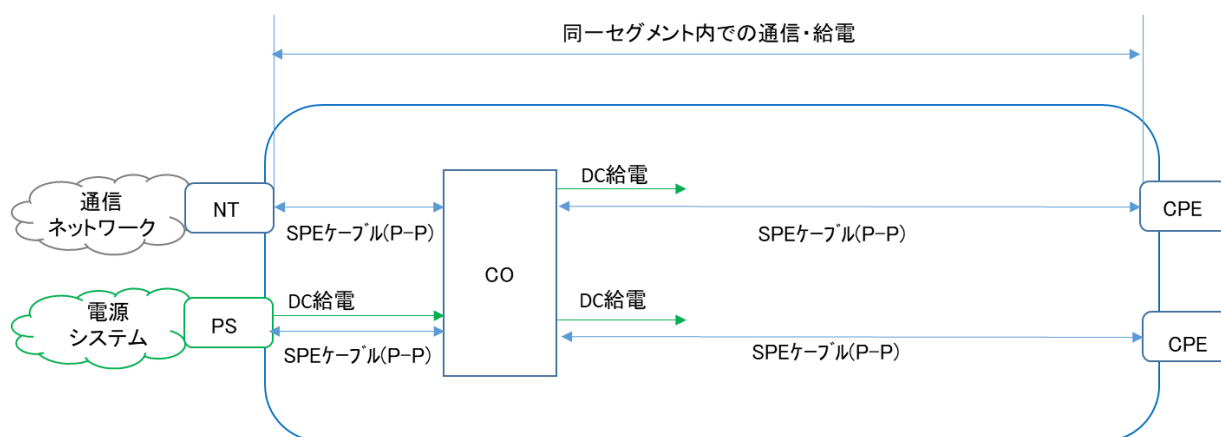 同一セグメント内での通信・給電
通信
ネットワーク
NT
SPEｹｰﾌﾞﾙ(P-P)
DC給電
SPEｹｰﾌﾞﾙ(P-P)
CPE
CO
電源
システム
PS
DC給電
SPEｹｰﾌﾞﾙ(P-P)
DC給電
SPEｹｰﾌﾞﾙ(P-P)
CPE